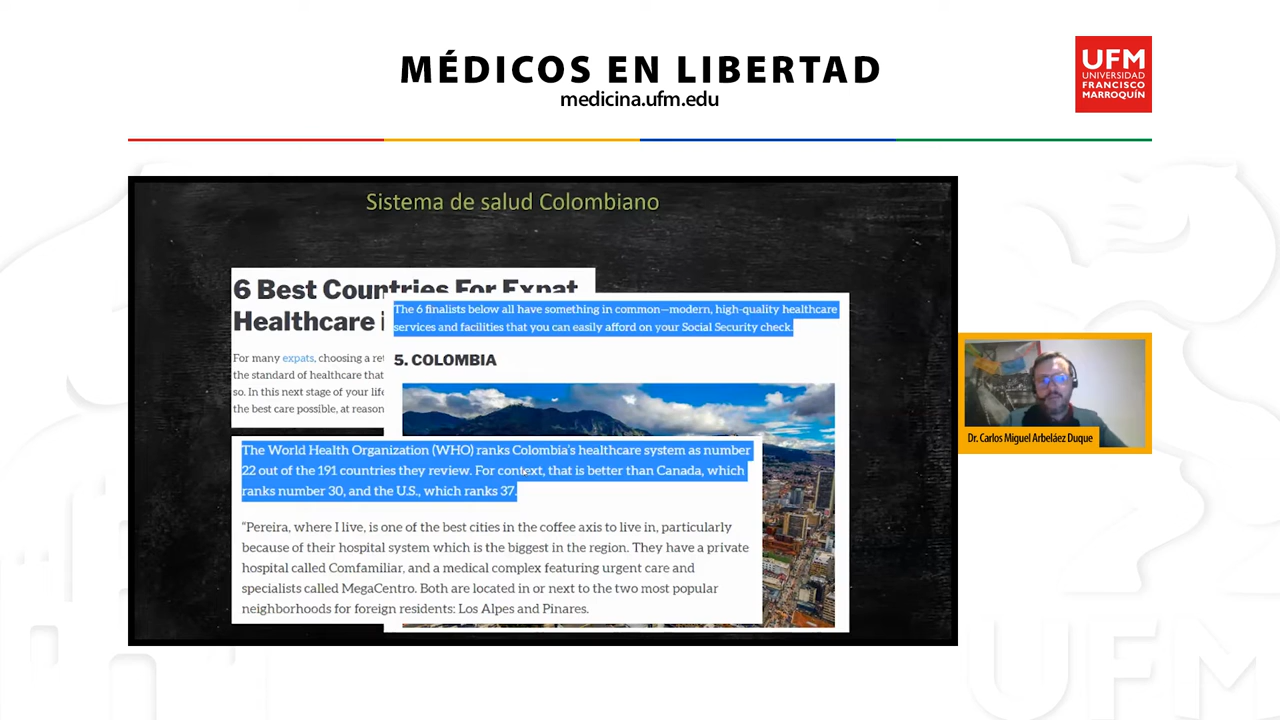 MÉDICOS EN LIBERTAD
medicina.ufm.edu
UFM
UNIVERSIDAD
FRANCISCO
MARROQUÍN
Sistema de salud Colombiano
6 Best Countries For Expat
Healthcare
For many expats, choosing a
the standard of healthcare that
so. In this next stage of your
the best care possible, at
The 6 finalists below all have something in common—modern, high-quality healthcare
services and facilities that you can easily afford on your Social Security check.
5. COLOMBIA
The World Health Organization (WHO) ranks Colombia's healthcare system as number
22 out of the 191 countries they review. For context, that is better than Canada, which
ranks number 30, and the U.S., which ranks 37.
“Pereira, where I live, is one of the best cities in the coffee axis to live in, particularly
because of their hospital system which is the biggest in the region. They have a private
hospital called Comfamiliar, and a medical complex featuring urgent care and
specialists called MegaCentro. Both are located in or next to the two most popular
neighborhoods for foreign residents: Los Alpes and Pinares.
Dr. Carlos Miguel Arbeláez Duque
UFM